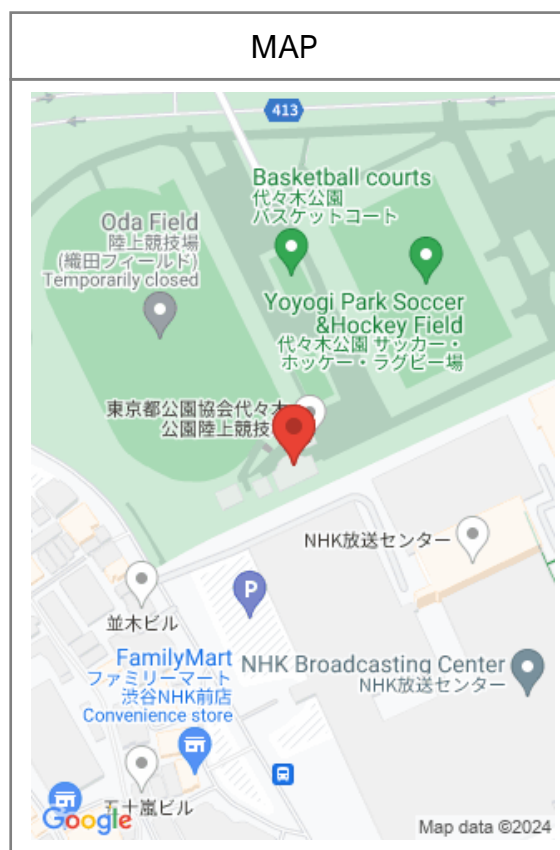 MAP
413
Basketball courts
代々木公園
バスケットコート
Oda Field
陸上競技場
(織田フィールド)
Temporarily closed
Yoyogi Park Soccer
&Hockey Field
代々木公園 サッカー・
ホッケー・ラグビー場
東京都公園協会代々木
公園陸上競技
NHK放送センター
P
並木ビル
FamilyMart
ファミリーマート
渋谷NHK前店
Convenience store
NHK Broadcasting Center
NHK放送センター
五十嵐ビル
Google
Map data ©2024